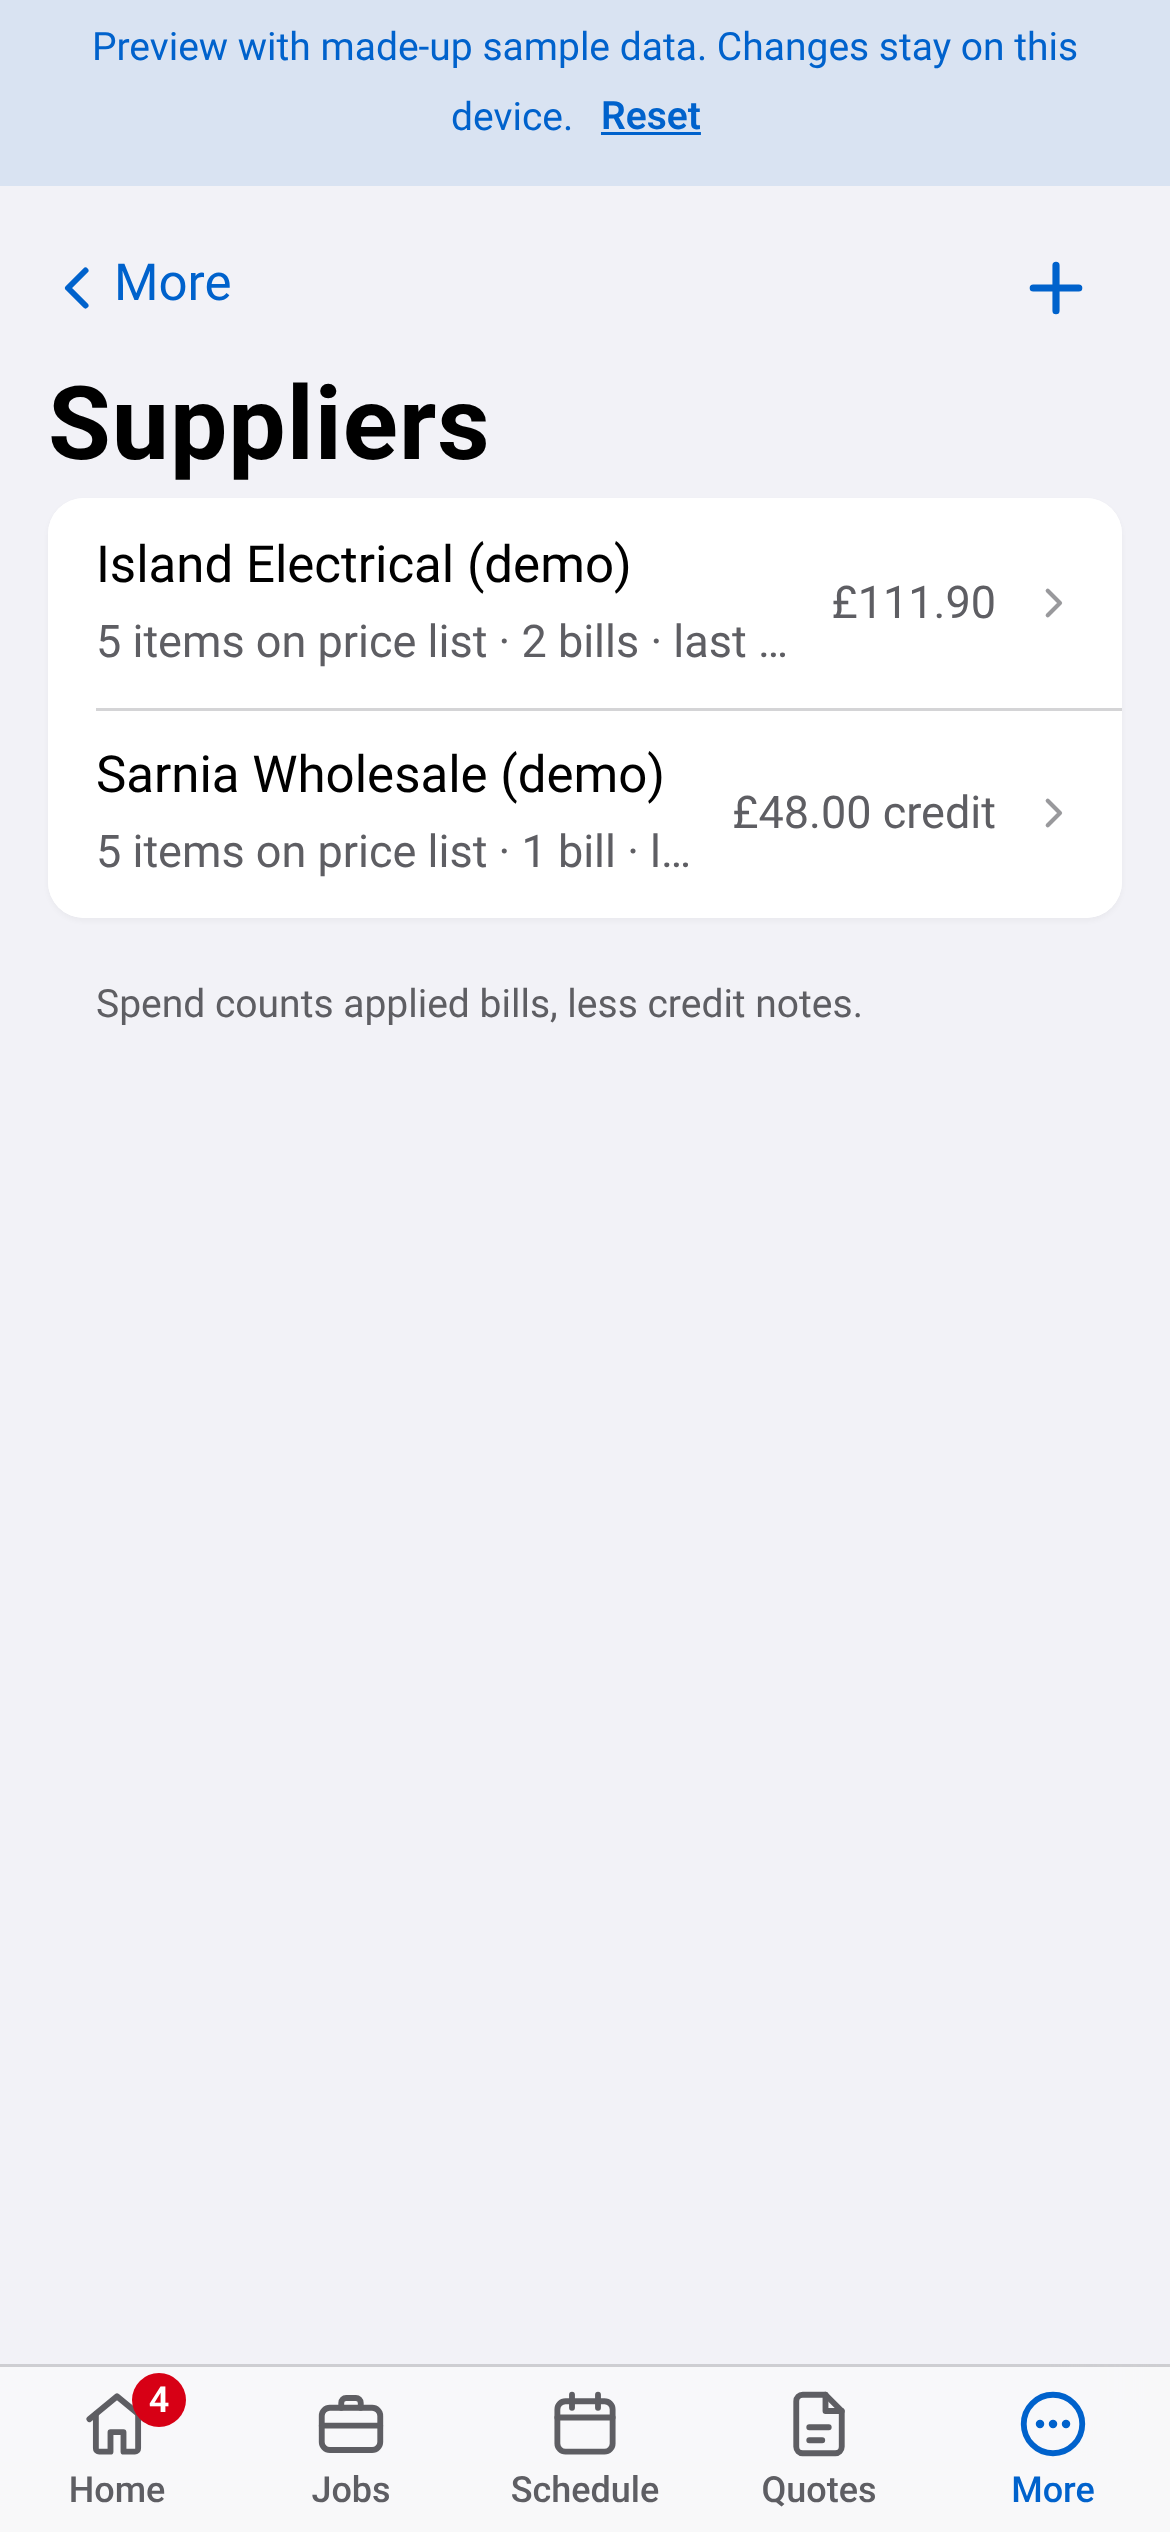 Preview with made-up sample data. Changes stay on this
device. Reset
More
Suppliers
Island Electrical (demo)
£111.90
5 items on price list · 2 bills · last ...
Sarnia Wholesale (demo)
£48.00 credit
5 items on price list · 1 bill · l...
Spend counts applied bills, less credit notes.
4
Home Jobs Schedule Quotes More